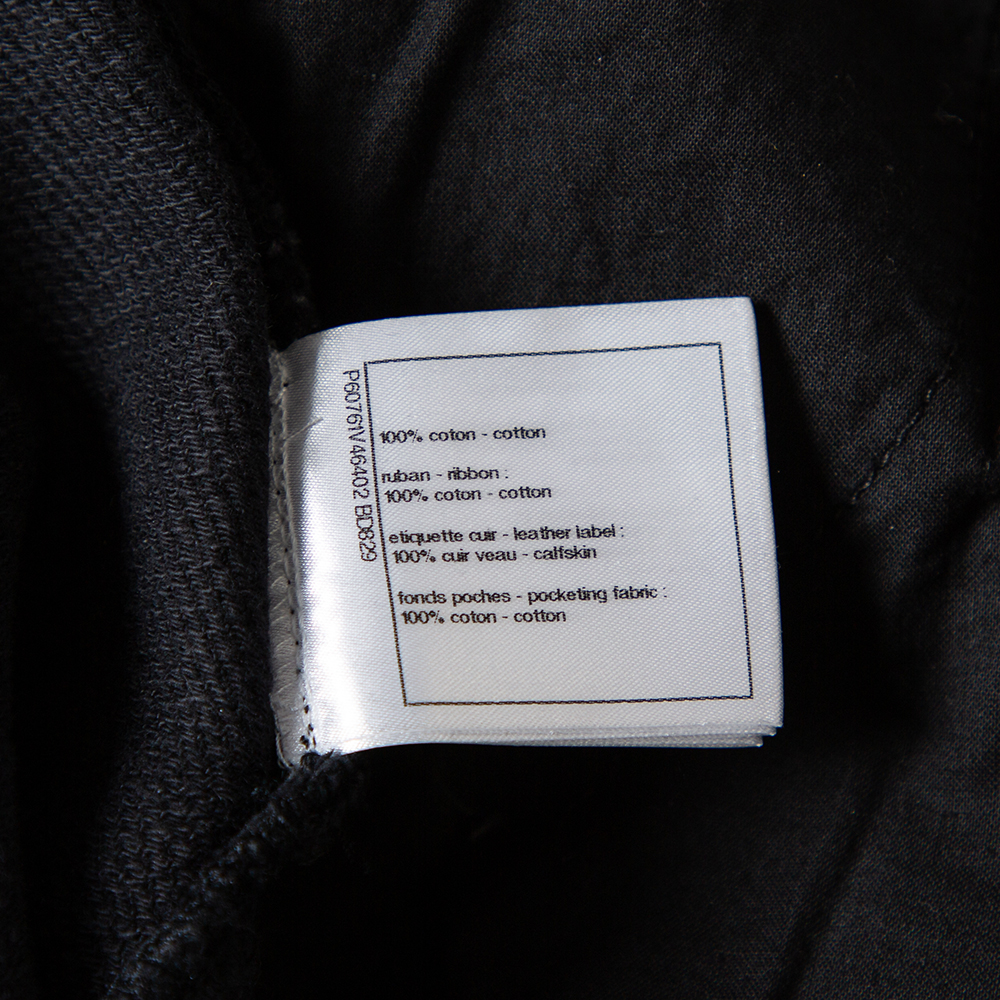 P60761V46402 BD829
100% coton - cotton
ruban - ribbon :
100% coton - cotton
etiquette cuir - leather label :
100% cuir veau - calfskin
fonds poches - pocketing fabric :
100% coton - cotton